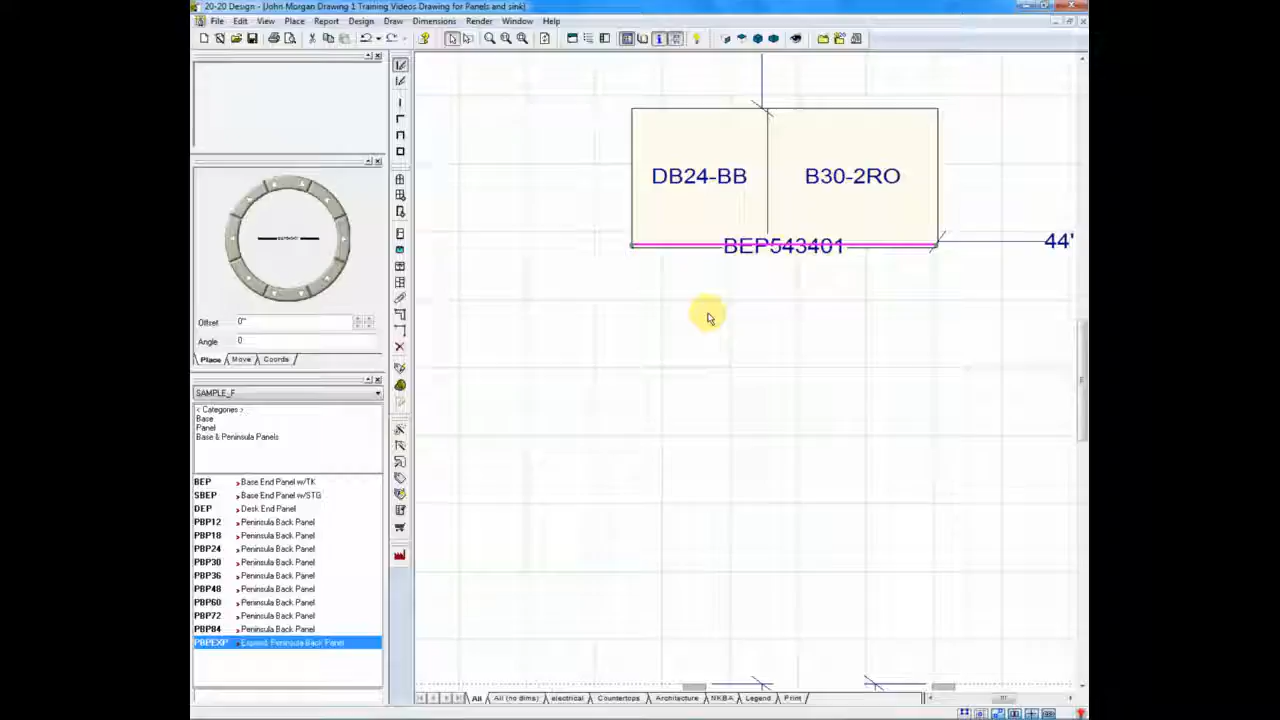 20-20 Design - [John Morgan Drawing 1 Training Videos Drawing for Panels and sink]
File Edit View Place Report Design Draw Dimensions Render Window Help
DB24-BB
B30-2RO
BEP543401
44'
Offset 0"
Angle 0
Place Move Coords
SAMPLE_F
< Categories >
Base
Panel
Base & Peninsula Panels
BEP Base End Panel w/TK
SBEP Base End Panel w/STG
DEP Desk End Panel
PBP12 Peninsula Back Panel
PBP18 Peninsula Back Panel
PBP24 Peninsula Back Panel
PBP30 Peninsula Back Panel
PBP36 Peninsula Back Panel
PBP48 Peninsula Back Panel
PBP60 Peninsula Back Panel
PBP72 Peninsula Back Panel
PBP84 Peninsula Back Panel
PBPEXP Expand. Peninsula Back Panel
All All (no dims) electrical Countertops Architecture NKBA Legend Print